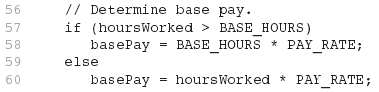 56      // Determine base pay.
57      if (hoursWorked > BASE_HOURS)
58         basePay = BASE_HOURS * PAY_RATE;
59      else
60         basePay = hoursWorked * PAY_RATE;